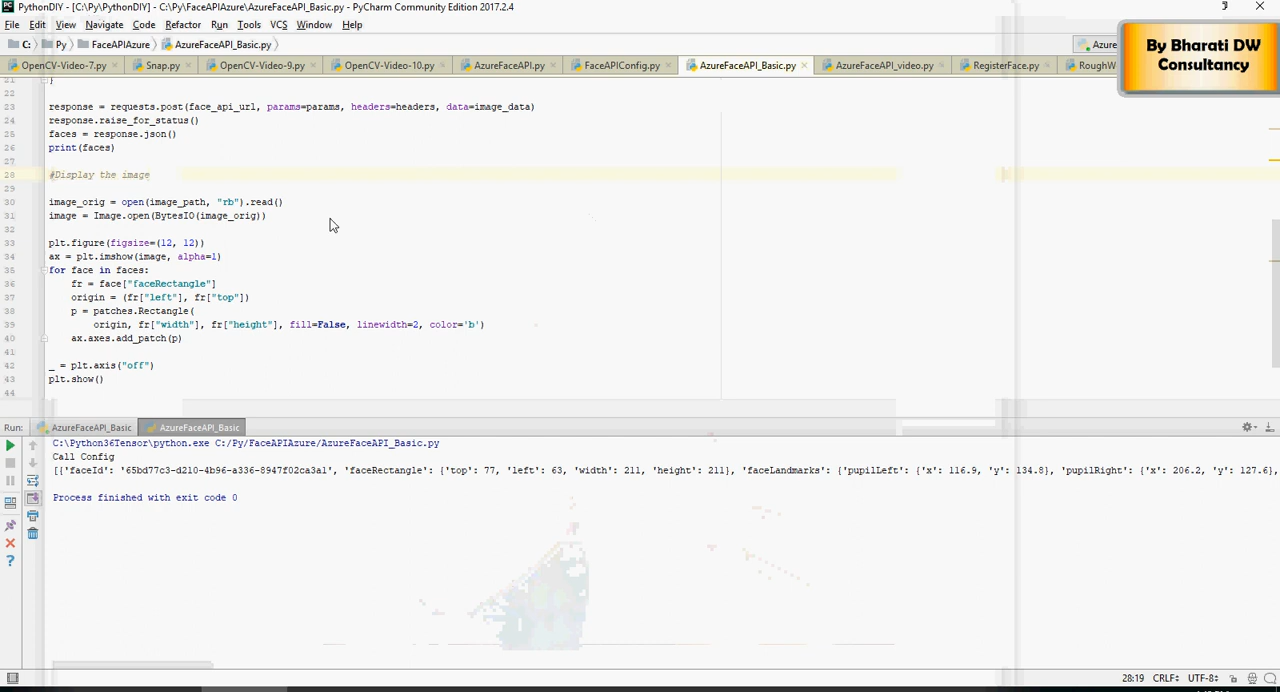 PythonDIY - [C:\Py\PythonDIY] - C:\Py\FaceAPIAzure\AzureFaceAPI_Basic.py - PyCharm Community Edition 2017.2.4
File Edit View Navigate Code Refactor Run Tools VCS Window Help
C: Py FaceAPIAzure AzureFaceAPI_Basic.py Azure
By Bharati DW
Consultancy
OpenCV-Video-7.py Snap.py OpenCV-Video-9.py OpenCV-Video-10.py AzureFaceAPI.py FaceAPIConfig.py AzureFaceAPI_Basic.py AzureFaceAPI_video.py RegisterFace.py RoughW
21 }
22
23 response = requests.post(face_api_url, params=params, headers=headers, data=image_data)
24 response.raise_for_status()
25 faces = response.json()
26 print(faces)
27
28 #Display the image
29
30 image_orig = open(image_path, "rb").read()
31 image = Image.open(BytesIO(image_orig))
32
33 plt.figure(figsize=(12, 12))
34 ax = plt.imshow(image, alpha=1)
35 for face in faces:
36 fr = face["faceRectangle"]
37 origin = (fr["left"], fr["top"])
38 p = patches.Rectangle(
39 origin, fr["width"], fr["height"], fill=False, linewidth=2, color='b')
40 ax.axes.add_patch(p)
41
42 _ = plt.axis("off")
43 plt.show()
44
Run: AzureFaceAPI_Basic AzureFaceAPI_Basic
C:\Python36Tensor\python.exe C:/Py/FaceAPIAzure/AzureFaceAPI_Basic.py
Call Config
[{'faceId': '65bd77c3-d210-4b96-a336-8947f02ca3a1', 'faceRectangle': {'top': 77, 'left': 63, 'width': 211, 'height': 211}, 'faceLandmarks': {'pupilLeft': {'x': 116.9, 'y': 134.8}, 'pupilRight': {'x': 206.2, 'y': 127.6},
Process finished with exit code 0
28:19 CRLF UTF-8